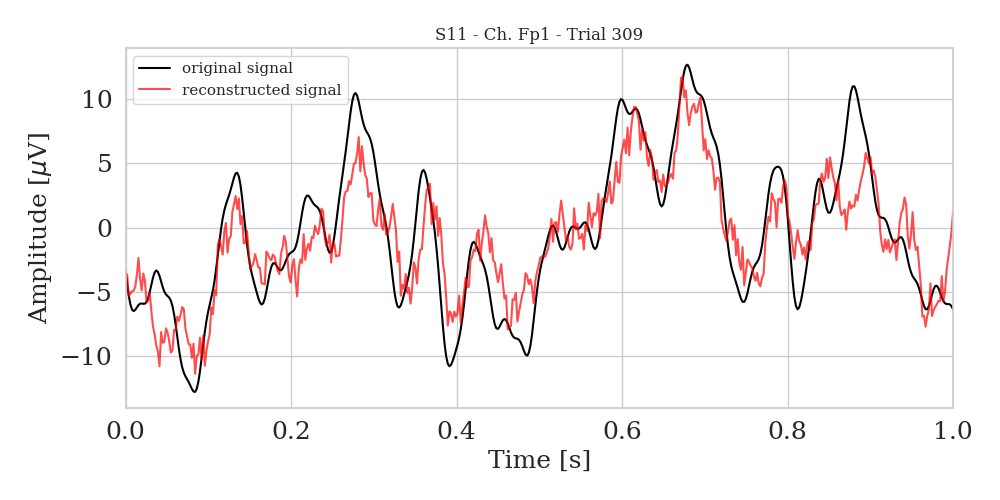 S11 - Ch. Fp1 - Trial 309
original signal
reconstructed signal
Amplitude [μV]
10
5
0
−5
−10
0.0 0.2 0.4 0.6 0.8 1.0
Time [s]